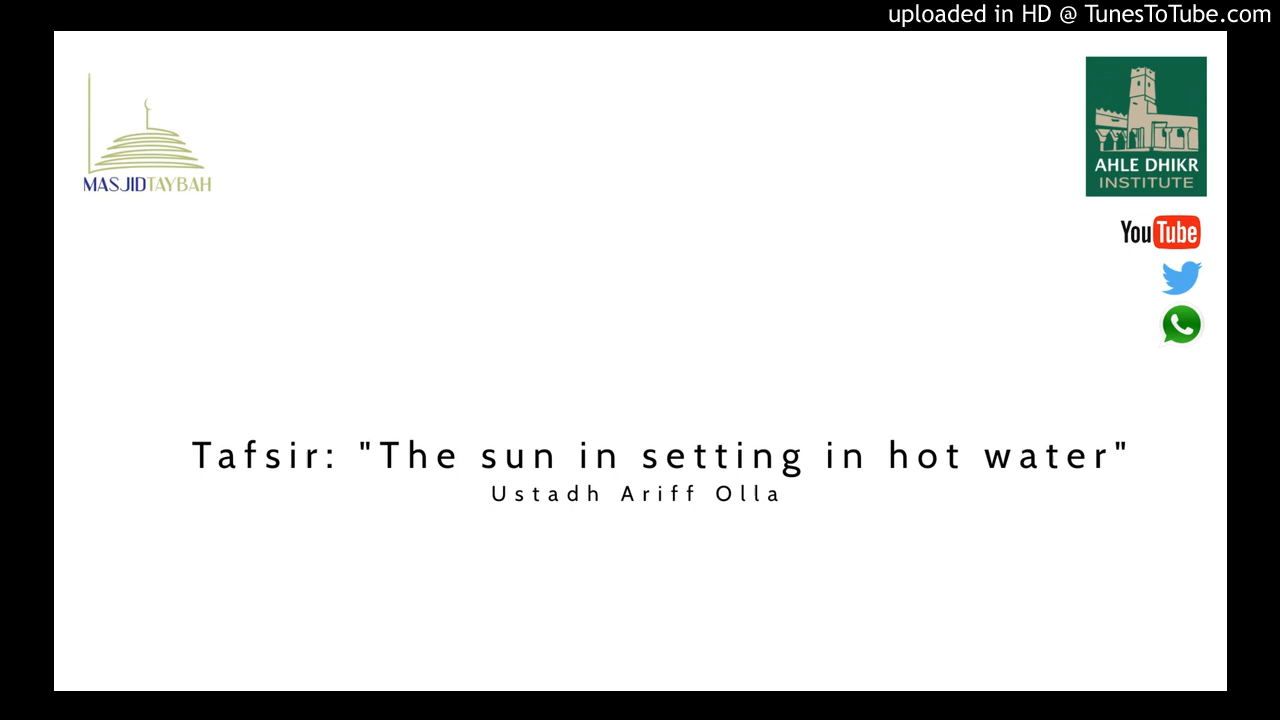 uploaded in HD @ TunesToTube.com
MASJIDTAYBAH
AHLE DHIKR
INSTITUTE
YouTube
Tafsir: "The sun in setting in hot water"
Ustadh Ariff Olla